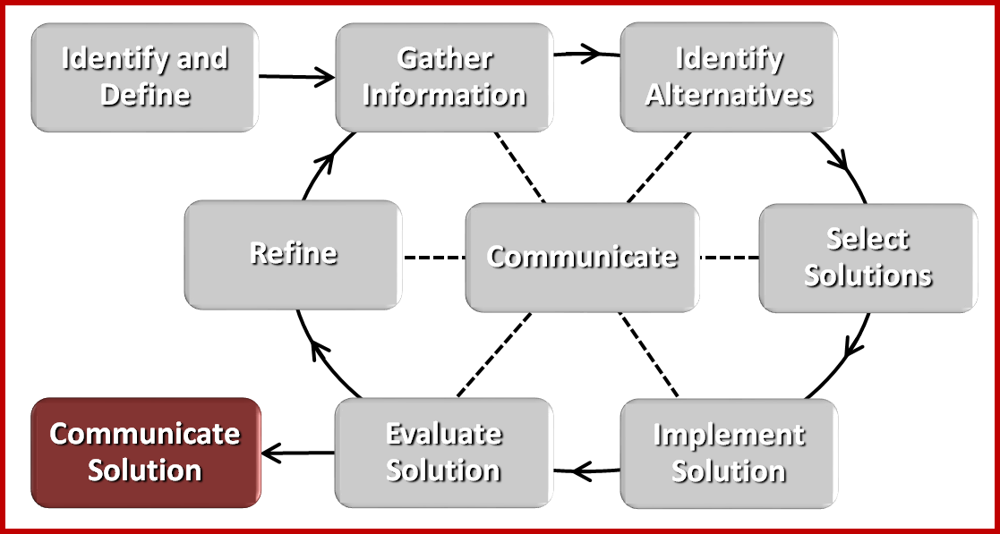 Identify and
Define
Gather
Information
Identify
Alternatives
Refine
Communicate
Select
Solutions
Communicate
Solution
Evaluate
Solution
Implement
Solution